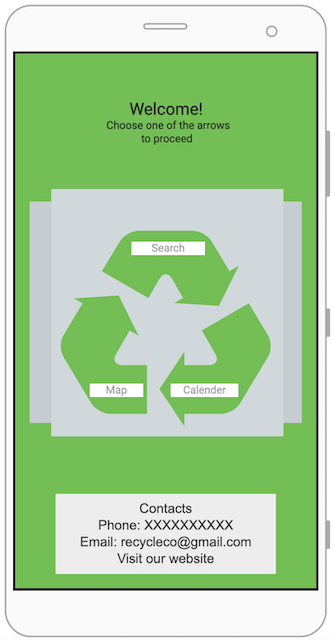 Welcome!
Choose one of the arrows
to proceed
Search
Map
Calender
Contacts
Phone: XXXXXXXXXX
Email: recycleco@gmail.com
Visit our website